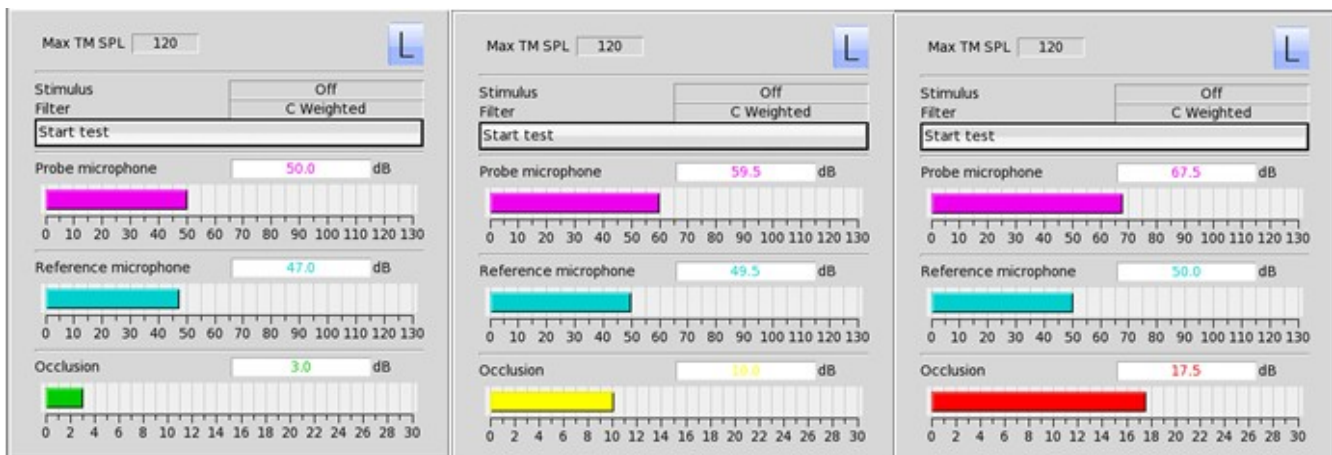 Max TM SPL 120 L
Stimulus Off
Filter C Weighted
Start test
Probe microphone 50.0 dB
0 10 20 30 40 50 60 70 80 90 100 110 120 130
Reference microphone 47.0 dB
0 10 20 30 40 50 60 70 80 90 100 110 120 130
Occlusion 3.0 dB
0 2 4 6 8 10 12 14 16 18 20 22 24 26 28 30
Max TM SPL 120 L
Stimulus Off
Filter C Weighted
Start test
Probe microphone 59.5 dB
0 10 20 30 40 50 60 70 80 90 100 110 120 130
Reference microphone 49.5 dB
0 10 20 30 40 50 60 70 80 90 100 110 120 130
Occlusion 10.0 dB
0 2 4 6 8 10 12 14 16 18 20 22 24 26 28 30
Max TM SPL 120 L
Stimulus Off
Filter C Weighted
Start test
Probe microphone 67.5 dB
0 10 20 30 40 50 60 70 80 90 100 110 120 130
Reference microphone 50.0 dB
0 10 20 30 40 50 60 70 80 90 100 110 120 130
Occlusion 17.5 dB
0 2 4 6 8 10 12 14 16 18 20 22 24 26 28 30